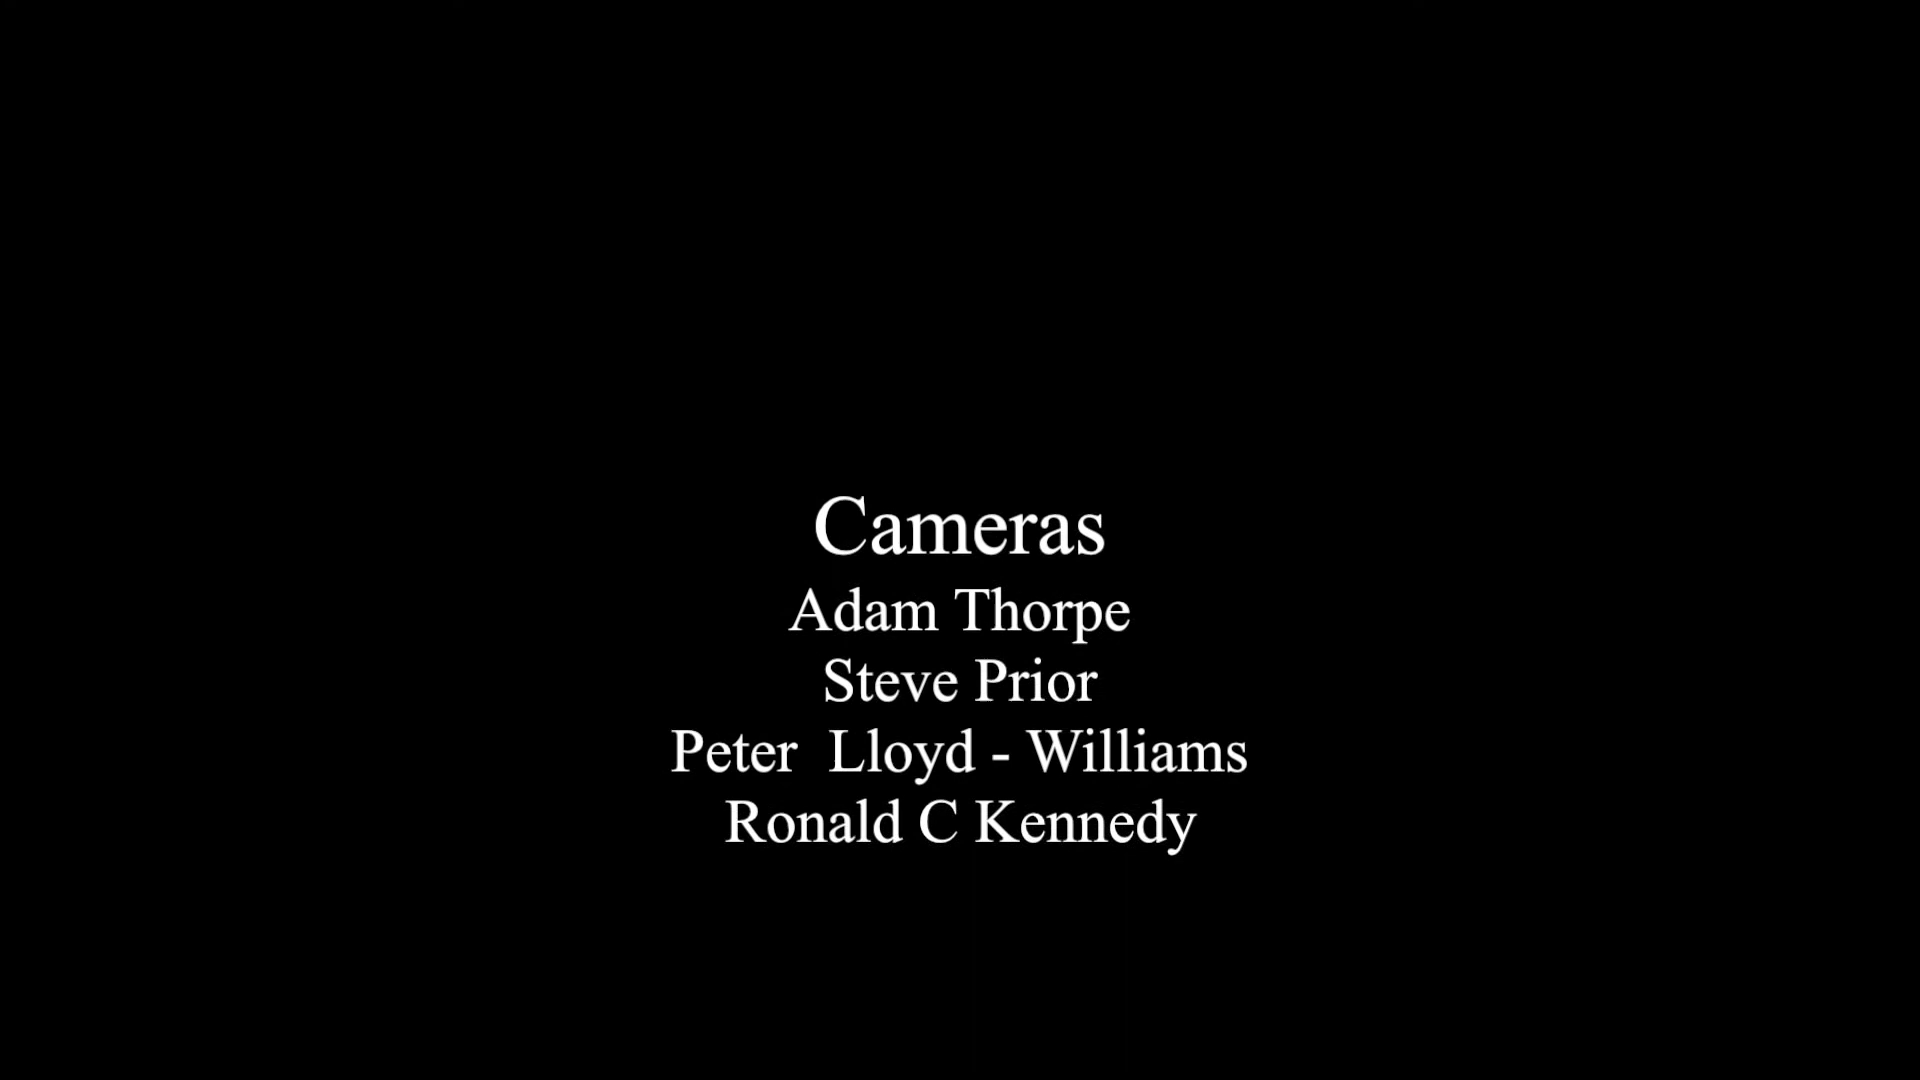 Cameras
Adam Thorpe
Steve Prior
Peter  Lloyd - Williams
Ronald C Kennedy